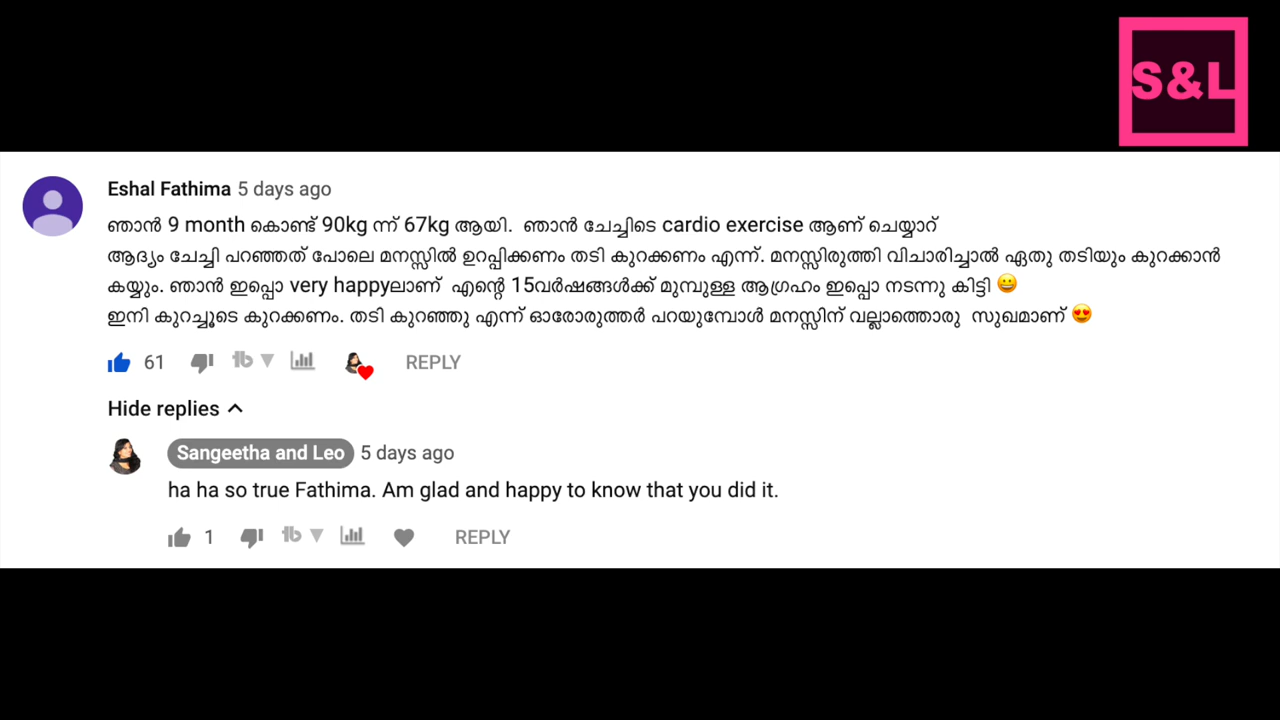 S&L
Eshal Fathima 5 days ago
ഞാൻ 9 month കൊണ്ട് 90kg ന്ന് 67kg ആയി. ഞാൻ ചേച്ചിടെ cardio exercise ആണ് ചെയ്യാറ്
ആദ്യം ചേച്ചി പറഞ്ഞത് പോലെ മനസ്സിൽ ഉറപ്പിക്കണം തടി കുറക്കണം എന്ന്. മനസ്സിരുത്തി വിചാരിച്ചാൽ ഏതു തടിയും കുറക്കാൻ
കയ്യും. ഞാൻ ഇപ്പൊ very happyലാണ് എന്റെ 15വർഷങ്ങൾക്ക് മുമ്പുള്ള ആഗ്രഹം ഇപ്പൊ നടന്നു കിട്ടി 😀
ഇനി കുറച്ചൂടെ കുറക്കണം. തടി കുറഞ്ഞു എന്ന് ഓരോരുത്തർ പറയുമ്പോൾ മനസ്സിന് വല്ലാത്തൊരു സുഖമാണ് 😍
61 REPLY
Hide replies
Sangeetha and Leo 5 days ago
ha ha so true Fathima. Am glad and happy to know that you did it.
1 REPLY